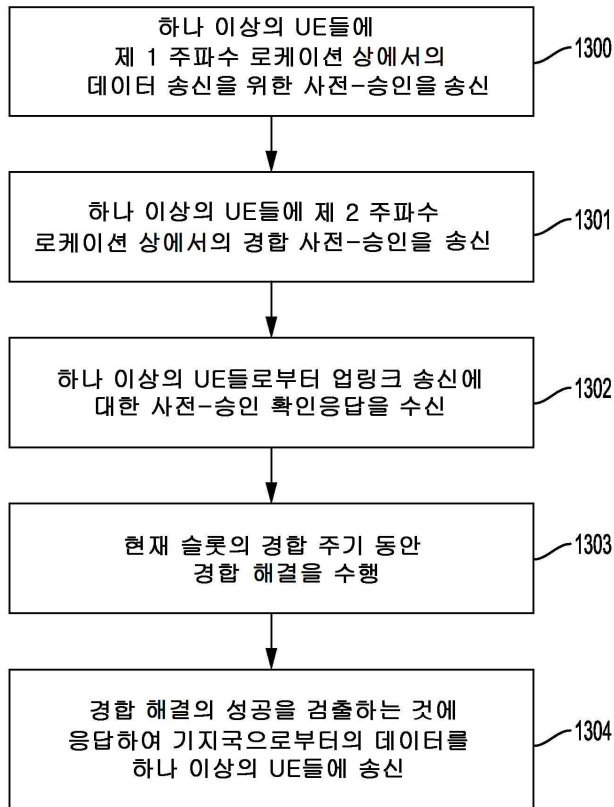 하나 이상의 UE들에
제 1 주파수 로케이션 상에서의
데이터 송신을 위한 사전-승인을 송신
1300
하나 이상의 UE들에 제 2 주파수
로케이션 상에서의 경합 사전-승인을 송신
1301
하나 이상의 UE들로부터 업링크 송신에
대한 사전-승인 확인응답을 수신
1302
현재 슬롯의 경합 주기 동안
경합 해결을 수행
1303
경합 해결의 성공을 검출하는 것에
응답하여 기지국으로부터의 데이터를
하나 이상의 UE들에 송신
1304